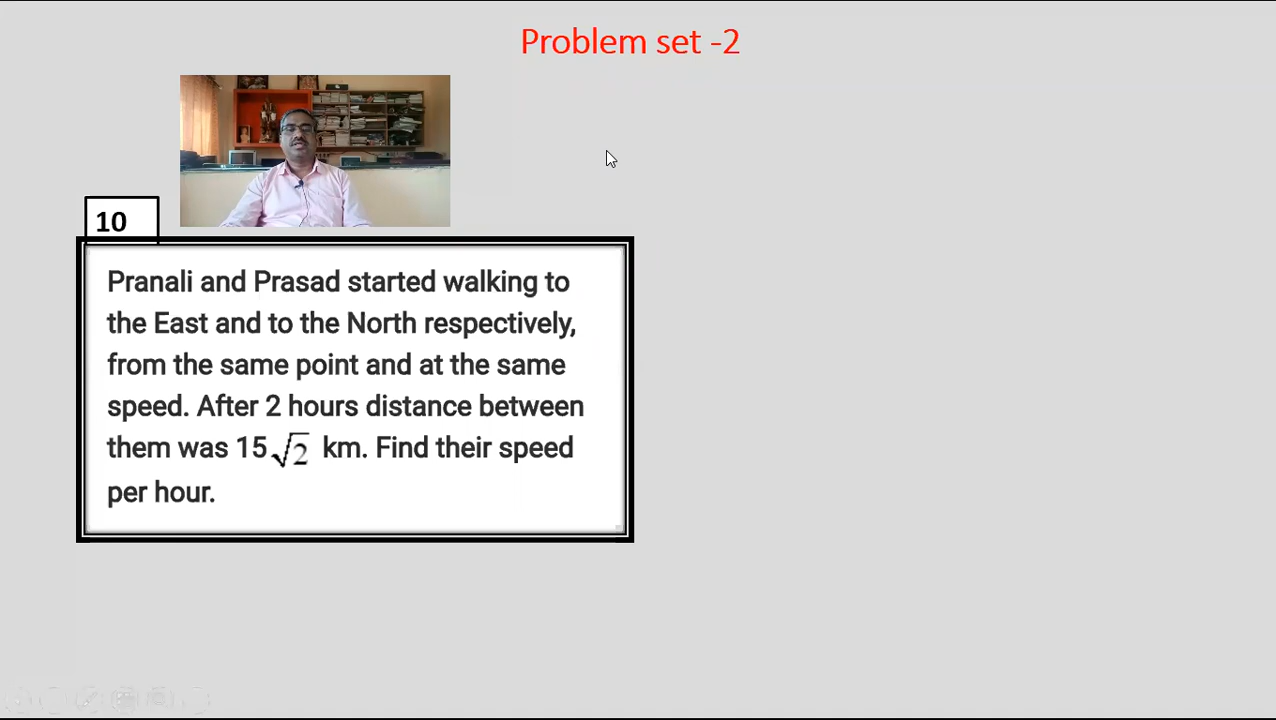 Problem set -2
10
Pranali and Prasad started walking to
the East and to the North respectively,
from the same point and at the same
speed. After 2 hours distance between
them was 15√2 km. Find their speed
per hour.